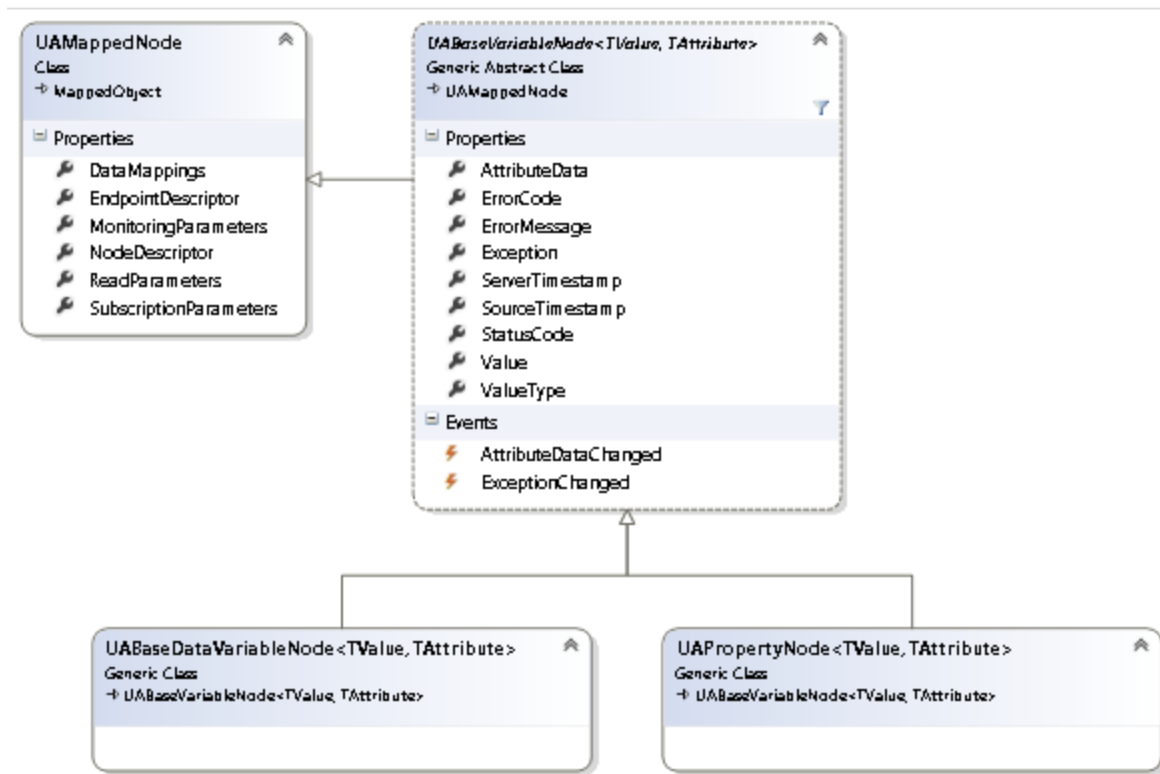 UAMappedNode
Class
MappedObject
Properties
DataMappings
EndpointDescriptor
MonitoringParameters
NodeDescriptor
ReadParameters
SubscriptionParameters
UABaseVariableNode<TValue, TAttribute>
Generic Abstract Class
UAMappedNode
Properties
AttributeData
ErrorCode
ErrorMessage
Exception
ServerTimestamp
SourceTimestamp
StatusCode
Value
ValueType
Events
AttributeDataChanged
ExceptionChanged
UABaseDataVariableNode<TValue, TAttribute>
Generic Class
UABaseVariableNode<TValue, TAttribute>
UAPropertyNode<TValue, TAttribute>
Generic Class
UABaseVariableNode<TValue, TAttribute>